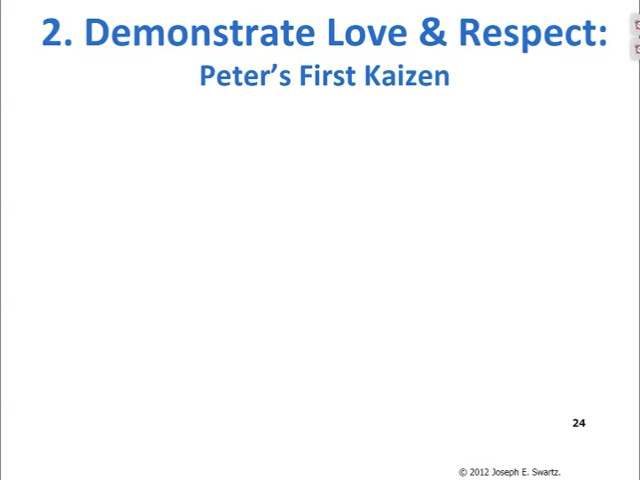 2. Demonstrate Love & Respect:
Peter’s First Kaizen
24
© 2012 Joseph E. Swartz.